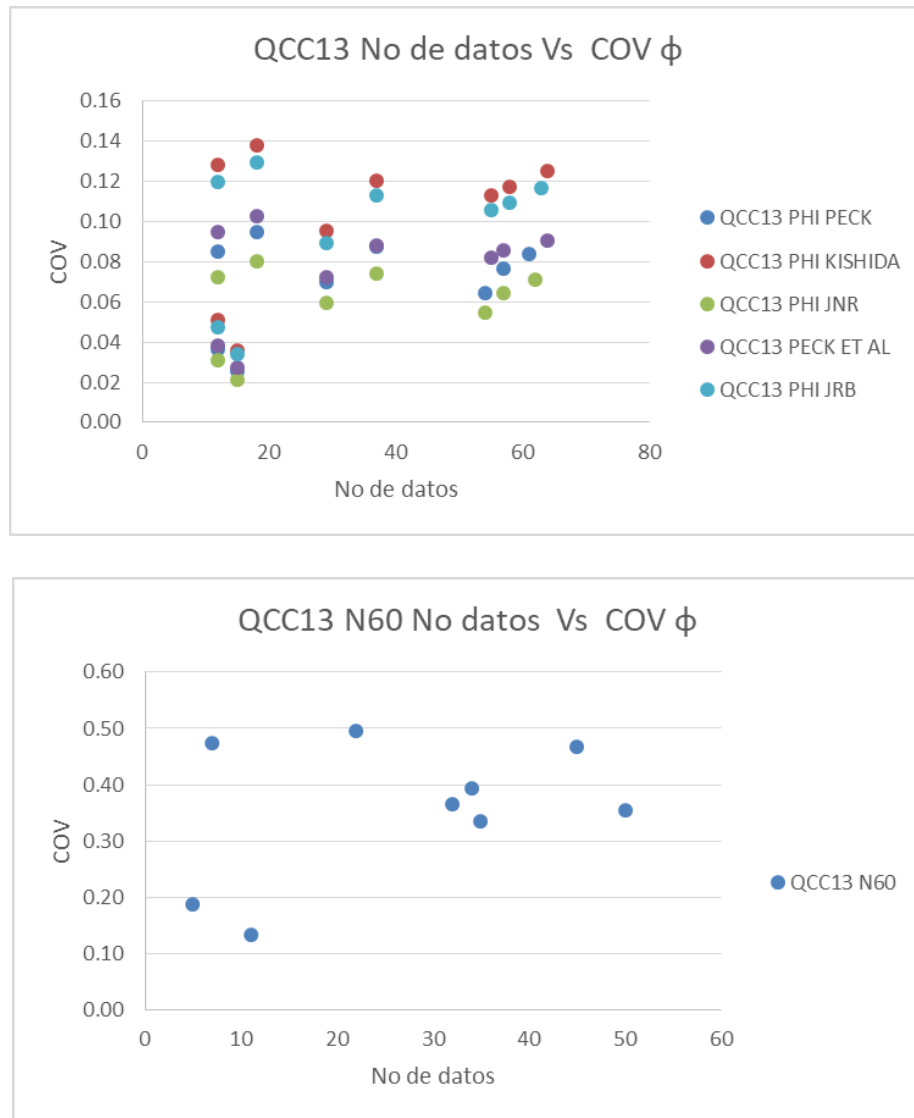 QCC13 No de datos Vs  COV ϕ
0.16
0.14
0.12
0.10
0.08
0.06
0.04
0.02
0.00
COV
0
20
40
60
80
No de datos
QCC13 PHI PECK
QCC13 PHI KISHIDA
QCC13 PHI JNR
QCC13 PECK ET AL
QCC13 PHI JRB
QCC13 N60 No datos  Vs  COV ϕ
0.60
0.50
0.40
0.30
0.20
0.10
0.00
COV
0
10
20
30
40
50
60
No de datos
QCC13 N60